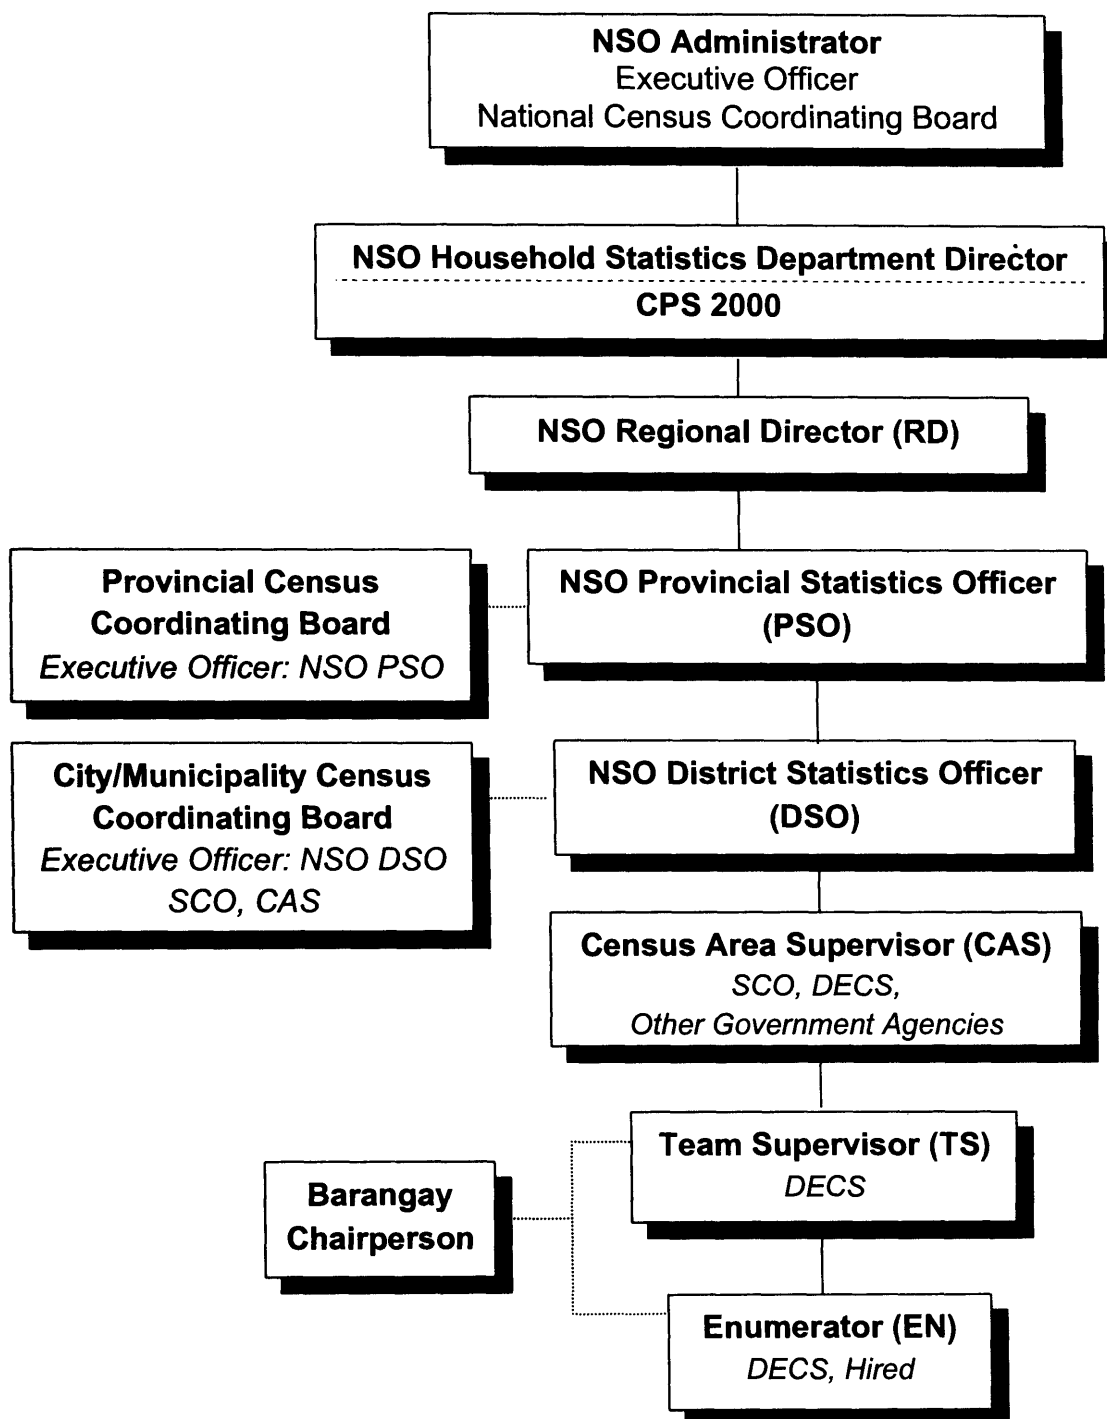 NSO Administrator
Executive Officer
National Census Coordinating Board
NSO Household Statistics Department Director
CPS 2000
NSO Regional Director (RD)
Provincial Census
Coordinating Board
Executive Officer: NSO PSO
NSO Provincial Statistics Officer
(PSO)
City/Municipality Census
Coordinating Board
Executive Officer: NSO DSO
SCO, CAS
NSO District Statistics Officer
(DSO)
Census Area Supervisor (CAS)
SCO, DECS,
Other Government Agencies
Team Supervisor (TS)
DECS
Barangay
Chairperson
Enumerator (EN)
DECS, Hired